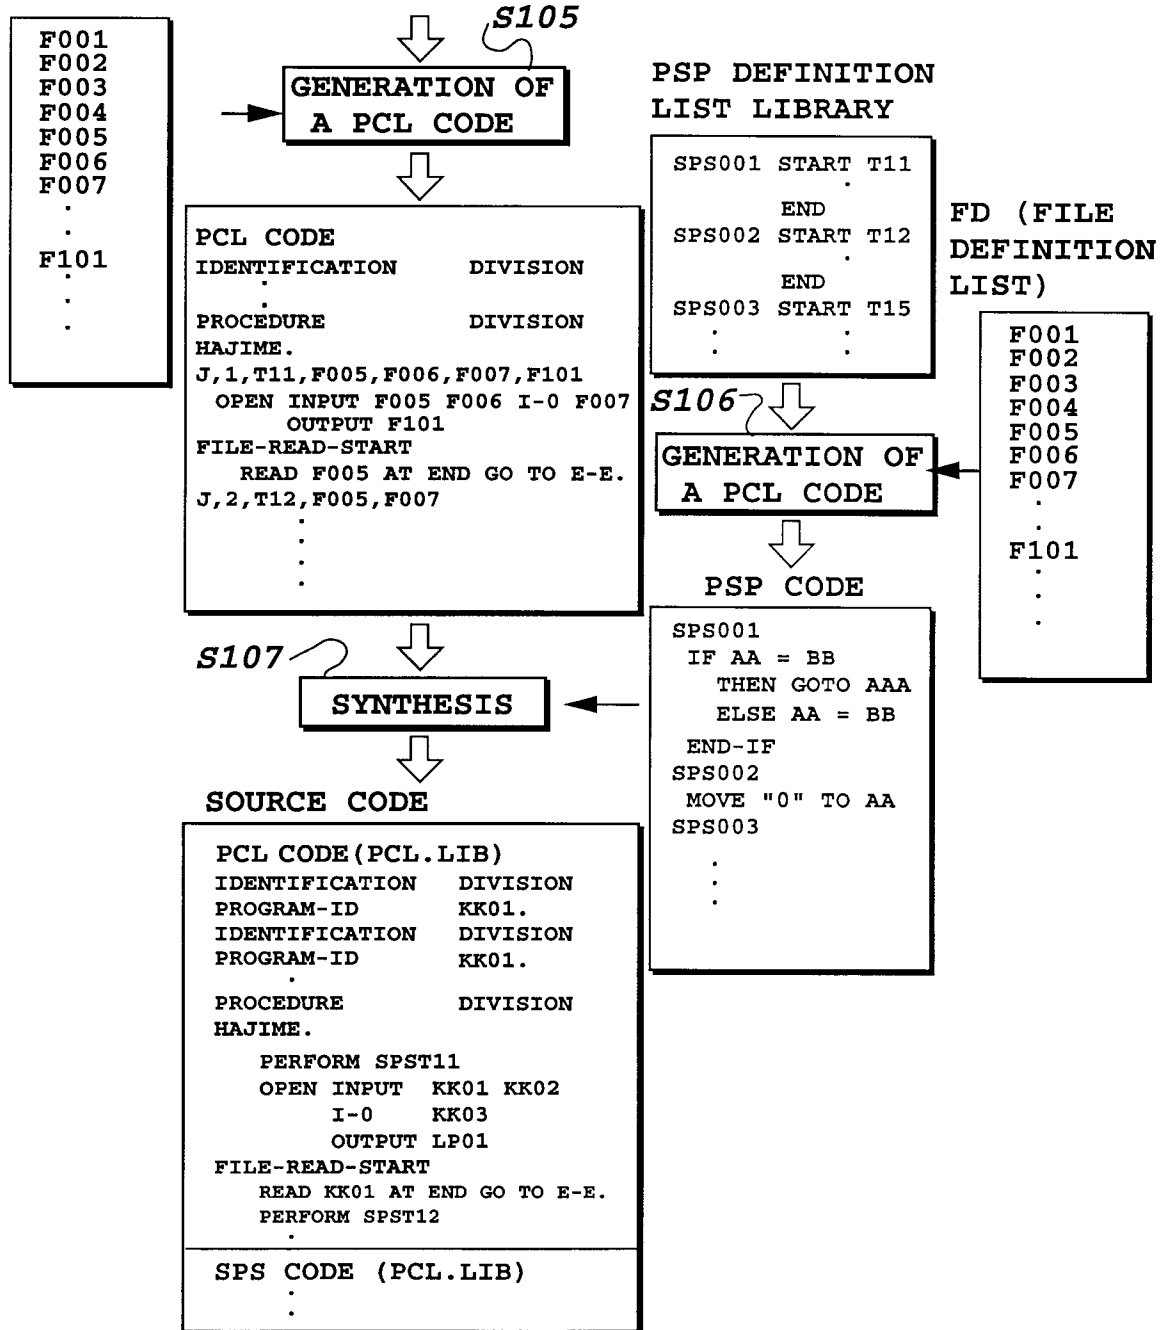 F001
F002
F003
F004
F005
F006
F007
.
.
F101
.
.
.
S105
GENERATION OF
A PCL CODE
PCL CODE
IDENTIFICATION DIVISION
.
.
PROCEDURE DIVISION
HAJIME.
J,1,T11,F005,F006,F007,F101
OPEN INPUT F005 F006 I-0 F007
OUTPUT F101
FILE-READ-START
READ F005 AT END GO TO E-E.
J,2,T12,F005,F007
.
.
.
.
PSP DEFINITION
LIST LIBRARY
SPS001 START T11
.
END
SPS002 START T12
.
END
SPS003 START T15
. .
. .
FD (FILE
DEFINITION
LIST)
F001
F002
F003
F004
F005
F006
F007
.
.
F101
.
.
.
S106
GENERATION OF
A PCL CODE
PSP CODE
SPS001
IF AA = BB
THEN GOTO AAA
ELSE AA = BB
END-IF
SPS002
MOVE "0" TO AA
SPS003
.
.
.
S107
SYNTHESIS
SOURCE CODE
PCL CODE(PCL.LIB)
IDENTIFICATION DIVISION
PROGRAM-ID KK01.
IDENTIFICATION DIVISION
PROGRAM-ID KK01.
.
PROCEDURE DIVISION
HAJIME.
PERFORM SPST11
OPEN INPUT KK01 KK02
I-0 KK03
OUTPUT LP01
FILE-READ-START
READ KK01 AT END GO TO E-E.
PERFORM SPST12
.
SPS CODE (PCL.LIB)
.
.